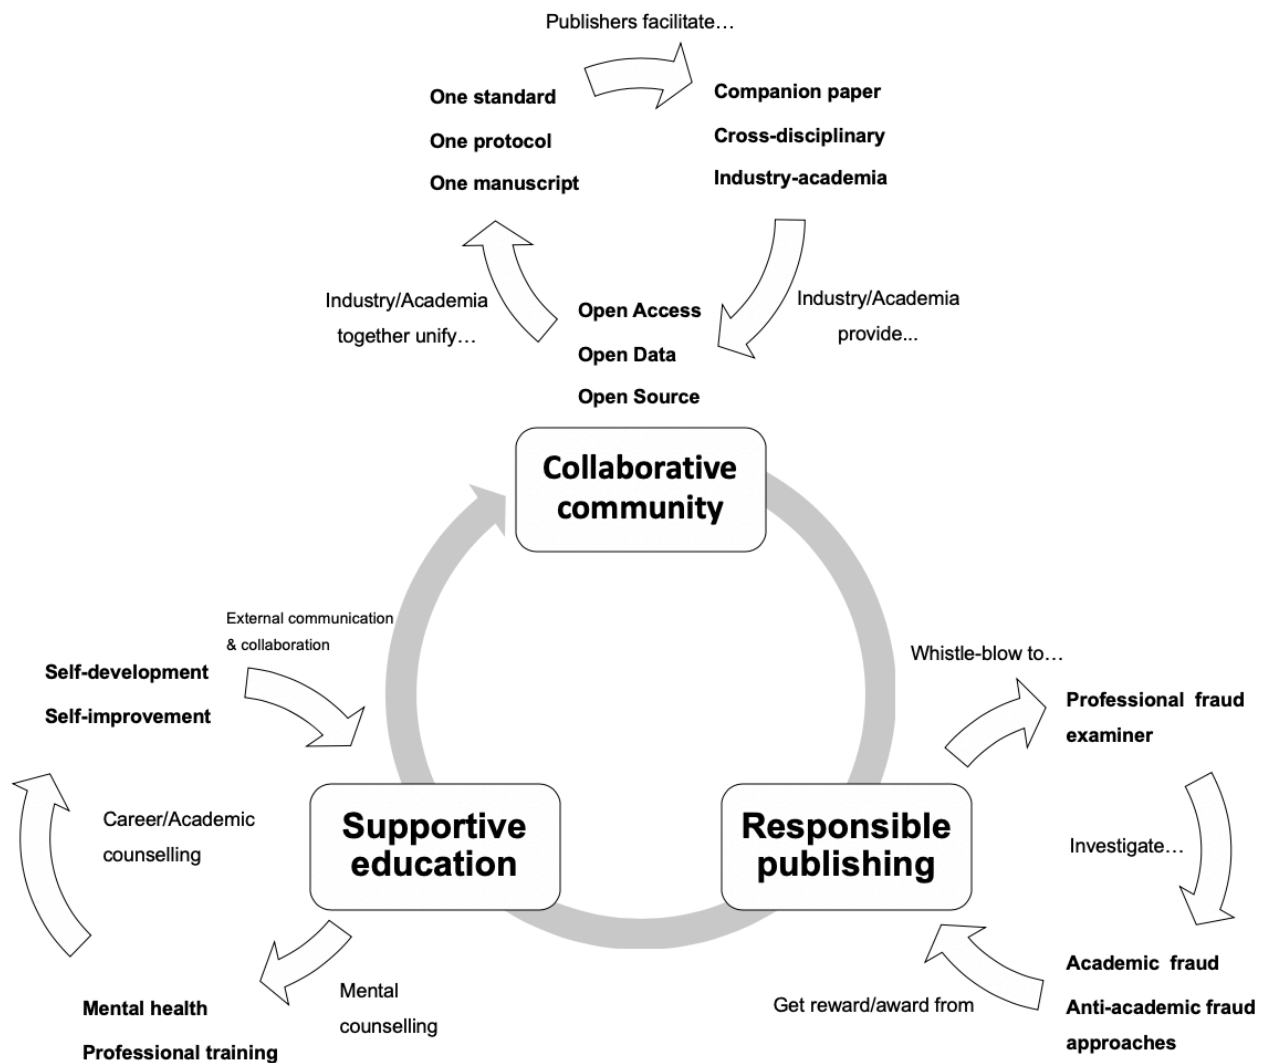 Publishers facilitate…
One standard
One protocol
One manuscript
Companion paper
Cross-disciplinary
Industry-academia
Industry/Academia
together unify…
Open Access
Open Data
Open Source
Industry/Academia
provide...
Collaborative
community
External communication
& collaboration
Self-development
Self-improvement
Career/Academic
counselling
Supportive
education
Mental
counselling
Mental health
Professional training
Whistle-blow to…
Professional fraud
examiner
Investigate…
Responsible
publishing
Get reward/award from
Academic fraud
Anti-academic fraud
approaches